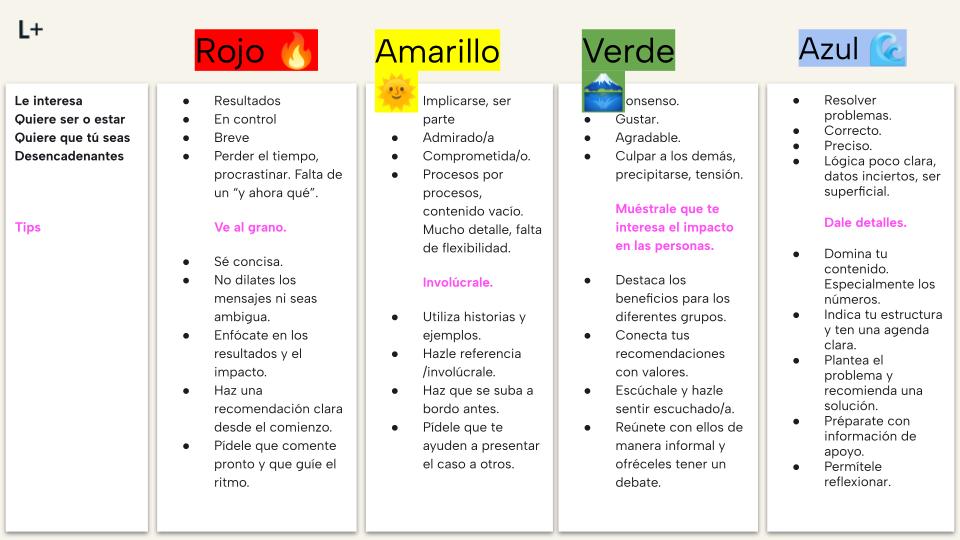 L+
Rojo 🔥
Amarillo
🌞
Verde
🗻
Azul 🌊
Le interesa
Quiere ser o estar
Quiere que tú seas
Desencadenantes
Tips
● Resultados
● En control
● Breve
● Perder el tiempo,
procrastinar. Falta de
un “y ahora qué”.
Ve al grano.
● Sé concisa.
● No dilates los
mensajes ni seas
ambigua.
● Enfócate en los
resultados y el
impacto.
● Haz una
recomendación clara
desde el comienzo.
● Pídele que comente
pronto y que guíe el
ritmo.
Implicarse, ser
parte
● Admirado/a
● Comprometida/o.
● Procesos por
procesos,
contenido vacío.
Mucho detalle, falta
de flexibilidad.
Involúcrale.
● Utiliza historias y
ejemplos.
● Hazle referencia
/involúcrale.
● Haz que se suba a
bordo antes.
● Pídele que te
ayuden a presentar
el caso a otros.
onsenso.
● Gustar.
● Agradable.
● Culpar a los demás,
precipitarse, tensión.
Muéstrale que te
interesa el impacto
en las personas.
● Destaca los
beneficios para los
diferentes grupos.
● Conecta tus
recomendaciones
con valores.
● Escúchale y hazle
sentir escuchado/a.
● Reúnete con ellos de
manera informal y
ofréceles tener un
debate.
● Resolver
problemas.
● Correcto.
● Preciso.
● Lógica poco clara,
datos inciertos, ser
superficial.
Dale detalles.
● Domina tu
contenido.
Especialmente los
números.
● Indica tu estructura
y ten una agenda
clara.
● Plantea el
problema y
recomienda una
solución.
● Préparate con
información de
apoyo.
● Permítele
reflexionar.